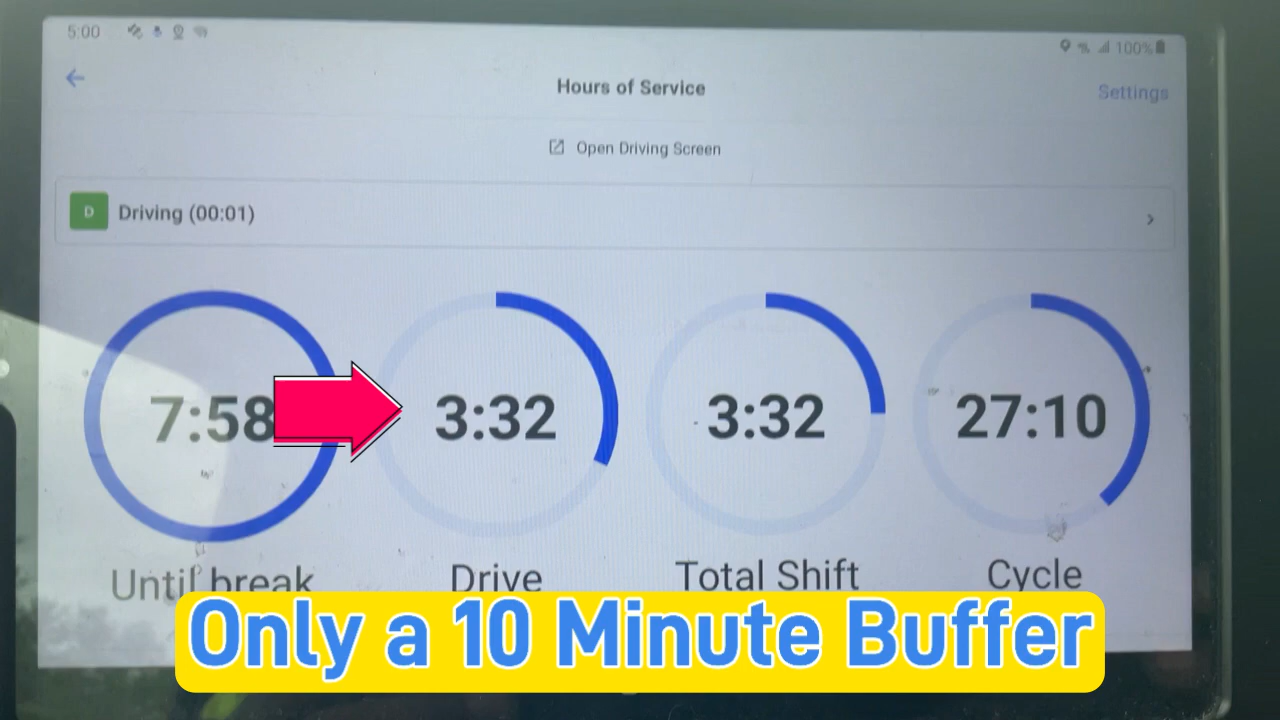 5:00
100%
Hours of Service
Settings
Open Driving Screen
D Driving (00:01)
7:58 3:32 3:32 27:10
Until break Drive Total Shift Cycle
Only a 10 Minute Buffer